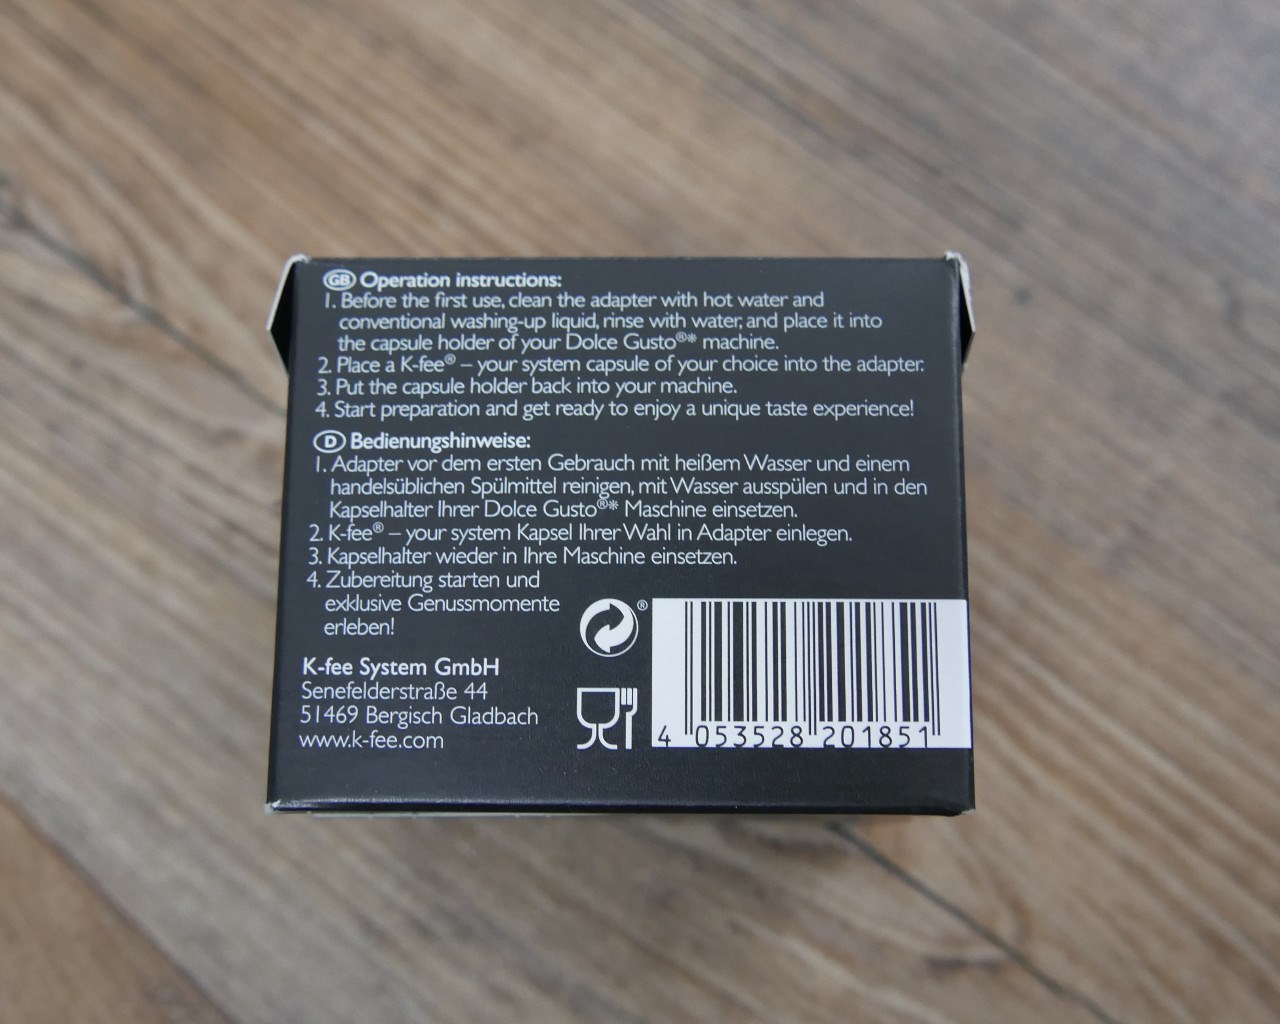 GB Operation instructions:
1. Before the first use, clean the adapter with hot water and
conventional washing-up liquid, rinse with water, and place it into
the capsule holder of your Dolce Gusto®* machine.
2. Place a K-fee® – your system capsule of your choice into the adapter.
3. Put the capsule holder back into your machine.
4. Start preparation and get ready to enjoy a unique taste experience!
D Bedienungshinweise:
1. Adapter vor dem ersten Gebrauch mit heißem Wasser und einem
handelsüblichen Spülmittel reinigen, mit Wasser ausspülen und in den
Kapselhalter Ihrer Dolce Gusto®* Maschine einsetzen.
2. K-fee® – your system Kapsel Ihrer Wahl in Adapter einlegen.
3. Kapselhalter wieder in Ihre Maschine einsetzen.
4. Zubereitung starten und
exklusive Genussmomente
erleben!
K-fee System GmbH
Senefelderstraße 44
51469 Bergisch Gladbach
www.k-fee.com
®
4 053528 201851